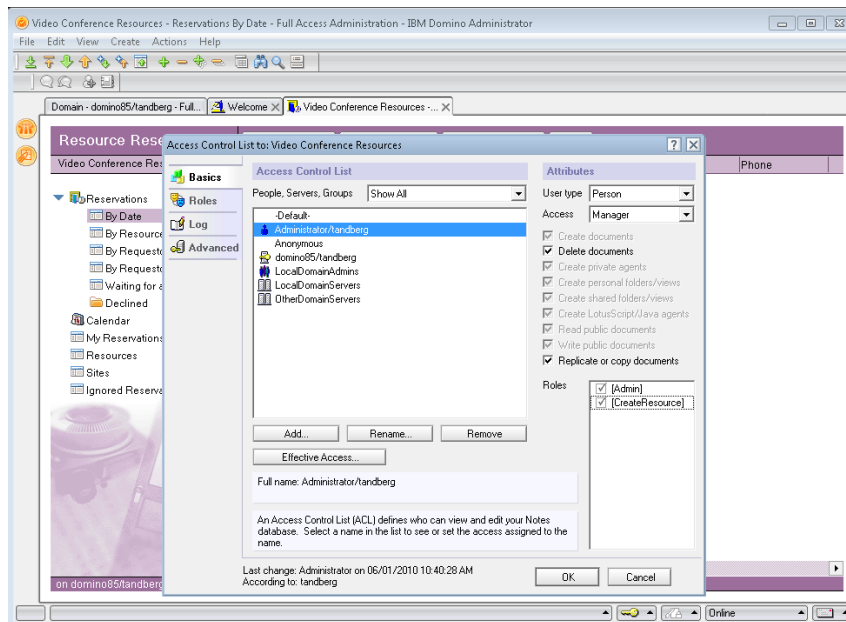 Video Conference Resources - Reservations By Date - Full Access Administration - IBM Domino Administrator
File Edit View Create Actions Help
Domain - domino85/tandberg - Full... Welcome Video Conference Resources -...
Resource Rese
Video Conference Res
Phone
Reservations
By Date
By Resource
By Requeste
By Requeste
Waiting for a
Declined
Calendar
My Reservations
Resources
Sites
Ignored Reserva
on domino85/tandberg
Access Control List to: Video Conference Resources
Basics
Roles
Log
Advanced
Access Control List
People, Servers, Groups Show All
-Default-
Administrator/tandberg
Anonymous
domino85/tandberg
LocalDomainAdmins
LocalDomainServers
OtherDomainServers
Add... Rename... Remove
Effective Access...
Full name: Administrator/tandberg
An Access Control List (ACL) defines who can view and edit your Notes
database. Select a name in the list to see or set the access assigned to the
name.
Attributes
User type Person
Access Manager
Create documents
Delete documents
Create private agents
Create personal folders/views
Create shared folders/views
Create LotusScript/Java agents
Read public documents
Write public documents
Replicate or copy documents
Roles
[Admin]
[CreateResource]
Last change: Administrator on 06/01/2010 10:40:28 AM
According to: tandberg
OK Cancel
Online